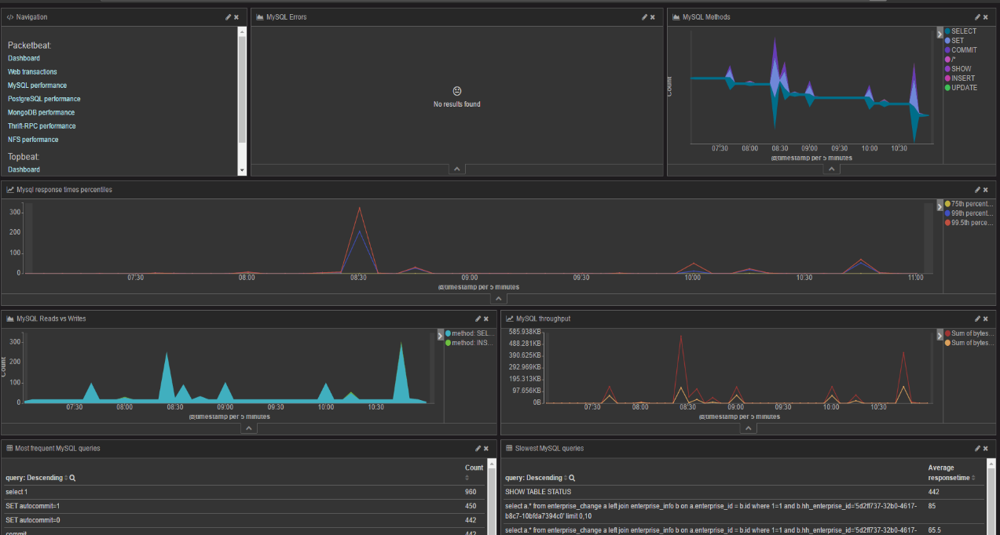 Navigation
Packetbeat:
Dashboard
Web transactions
MySQL performance
PostgreSQL performance
MongoDB performance
Thrift-RPC performance
NFS performance
Topbeat:
Dashboard
MySQL Errors
No results found
MySQL Methods
Count
07:30 08:00 08:30 09:00 09:30 10:00 10:30
@timestamp per 5 minutes
SELECT
SET
COMMIT
/*
SHOW
INSERT
UPDATE
Mysql response times percentiles
300
200
100
0
07:30 08:00 08:30 09:00 09:30 10:00 10:30 11:00
@timestamp per 5 minutes
75th percent...
99th percent...
99.5th perce...
MySQL Reads vs Writes
Count
300
200
100
0
07:30 08:00 08:30 09:00 09:30 10:00 10:30
@timestamp per 5 minutes
method: SEL...
method: INS...
MySQL throughput
585.938KB
488.281KB
390.625KB
292.969KB
195.313KB
97.656KB
0B
07:30 08:00 08:30 09:00 09:30 10:00 10:30
@timestamp per 5 minutes
Sum of bytes...
Sum of bytes...
Most frequent MySQL queries
query: Descending Count
select 1 960
SET autocommit=1 450
SET autocommit=0 442
commit 442
Slowest MySQL queries
query: Descending Average responsetime
SHOW TABLE STATUS 442
select a.* from enterprise_change a left join enterprise_info b on a.enterprise_id = b.id where 1=1 and b.hh_enterprise_id='5d2ff737-32b0-4617- 85
b8c7-10bfda7394c0' limit 0,10
select a.* from enterprise_change a left join enterprise_info b on a.enterprise_id = b.id where 1=1 and b.hh_enterprise_id='5d2ff737-32b0-4617- 65.5